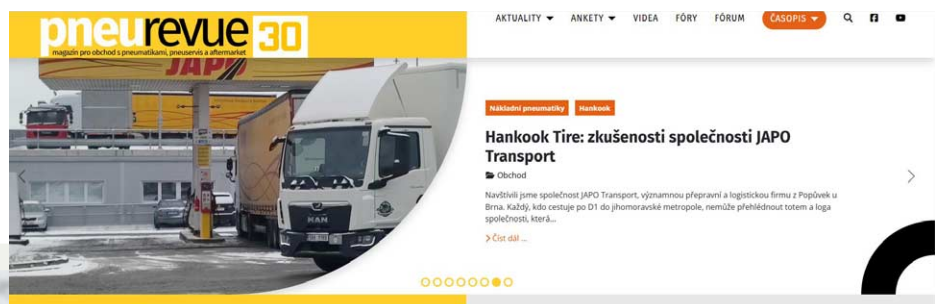 pneurevue 30
magazín pro obchod s pneumatikami, pneuservis a aftermarket
AKTUALITY ANKETY VIDEA FÓRY FÓRUM ČASOPIS
JAPO
MAN
Nákladní pneumatiky Hankook
Hankook Tire: zkušenosti společnosti JAPO
Transport
Obchod
Navštívili jsme společnost JAPO Transport, významnou přepravní a logistickou firmu z Popůvek u
Brna. Každý, kdo cestuje po D1 do jihomoravské metropole, nemůže přehlédnout totem a loga
společnosti, která...
Číst dál ...